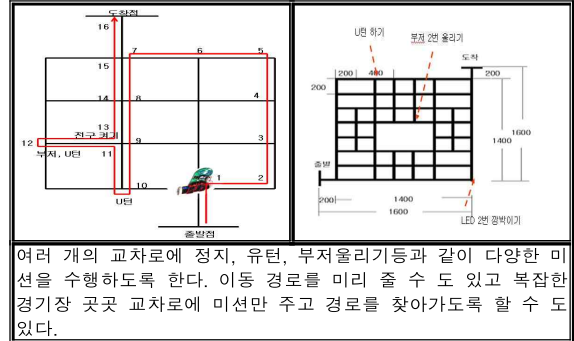 도착점
16
7
6
5
15
14
8
4
전구 켜기
13
12
9
3
부저, U턴
11
10
1
2
U턴
출발점
U턴 하기
부저 2번 울리기
도착
200
400
200
200
1400
1600
출발
200
1400
1600
LED 2번 깜박이기
여러 개의 교차로에 정지, 유턴, 부저울리기등과 같이 다양한 미
션을 수행하도록 한다. 이동 경로를 미리 줄 수 도 있고 복잡한
경기장 곳곳 교차로에 미션만 주고 경로를 찾아가도록 할 수 도
있다.